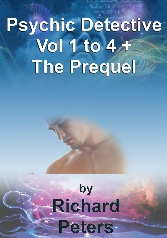 Psychic Detective
Vol 1 to 4 +
The Prequel
by
Richard
Peters